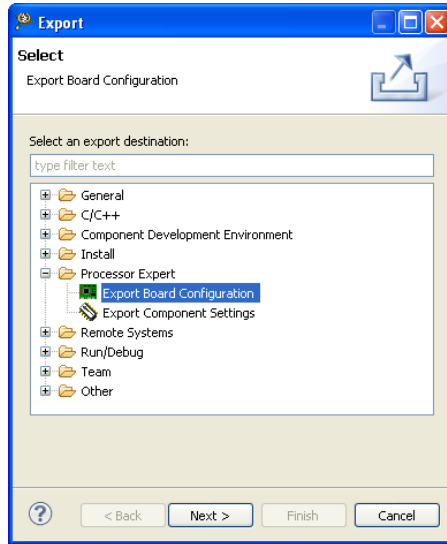 Export
Select
Export Board Configuration
Select an export destination:
type filter text
General
C/C++
Component Development Environment
Install
Processor Expert
Export Board Configuration
Export Component Settings
Remote Systems
Run/Debug
Team
Other
? < Back Next > Finish Cancel